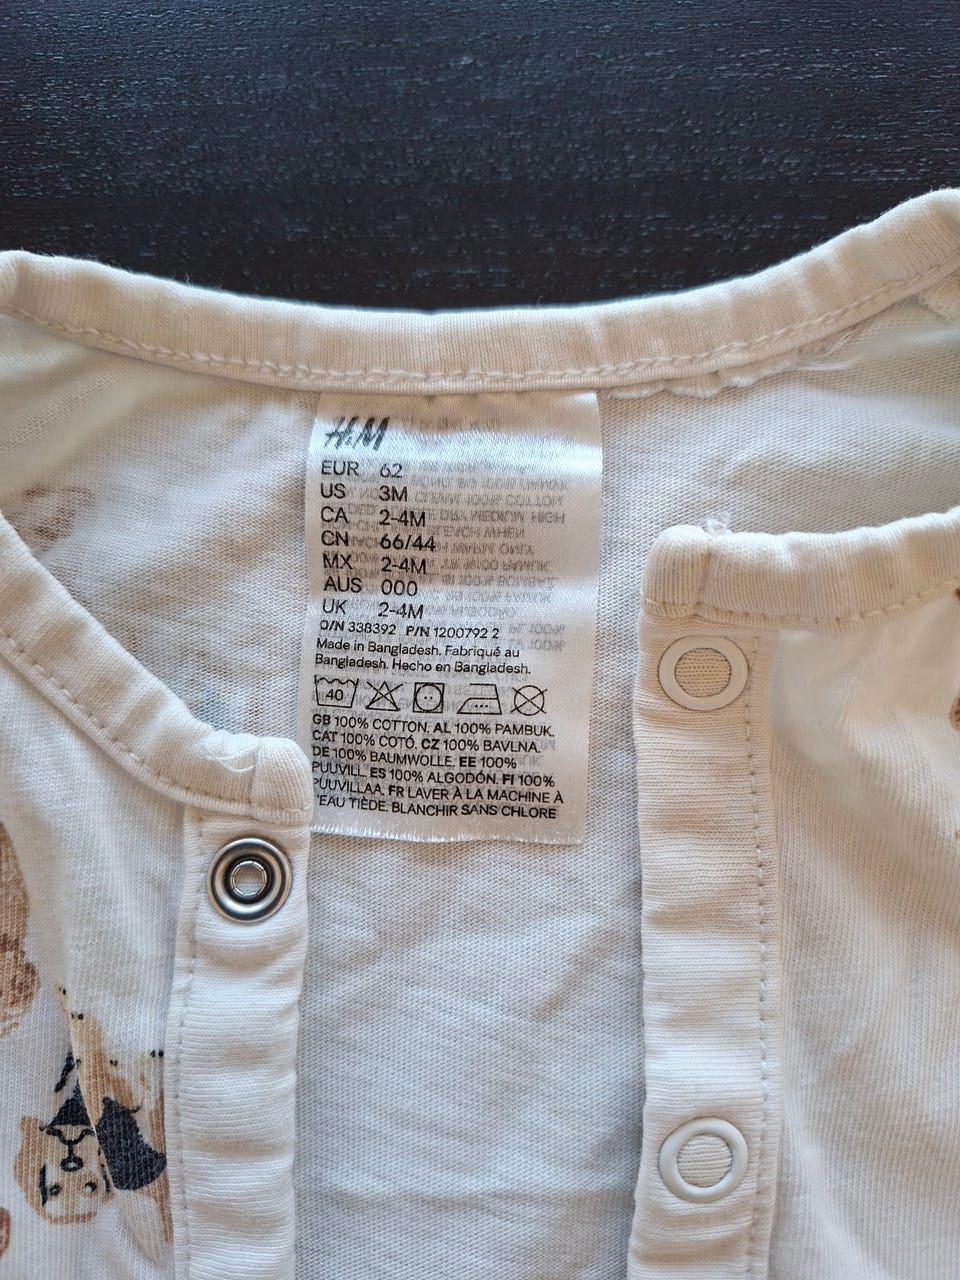 H&M
EUR 62
US 3M
CA 2-4M
CN 66/44
MX 2-4M
AUS 000
UK 2-4M
O/N 338392 P/N 1200792 2
Made in Bangladesh. Fabriqué au
Bangladesh. Hecho en Bangladesh.
40
GB 100% COTTON. AL 100% PAMBUK.
CAT 100% COTÓ. CZ 100% BAVLNA.
DE 100% BAUMWOLLE. EE 100%
PUUVILL. ES 100% ALGODÓN. FI 100%
PUUVILLAA. FR LAVER À LA MACHINE À
'EAU TIÈDE. BLANCHIR SANS CHLORE